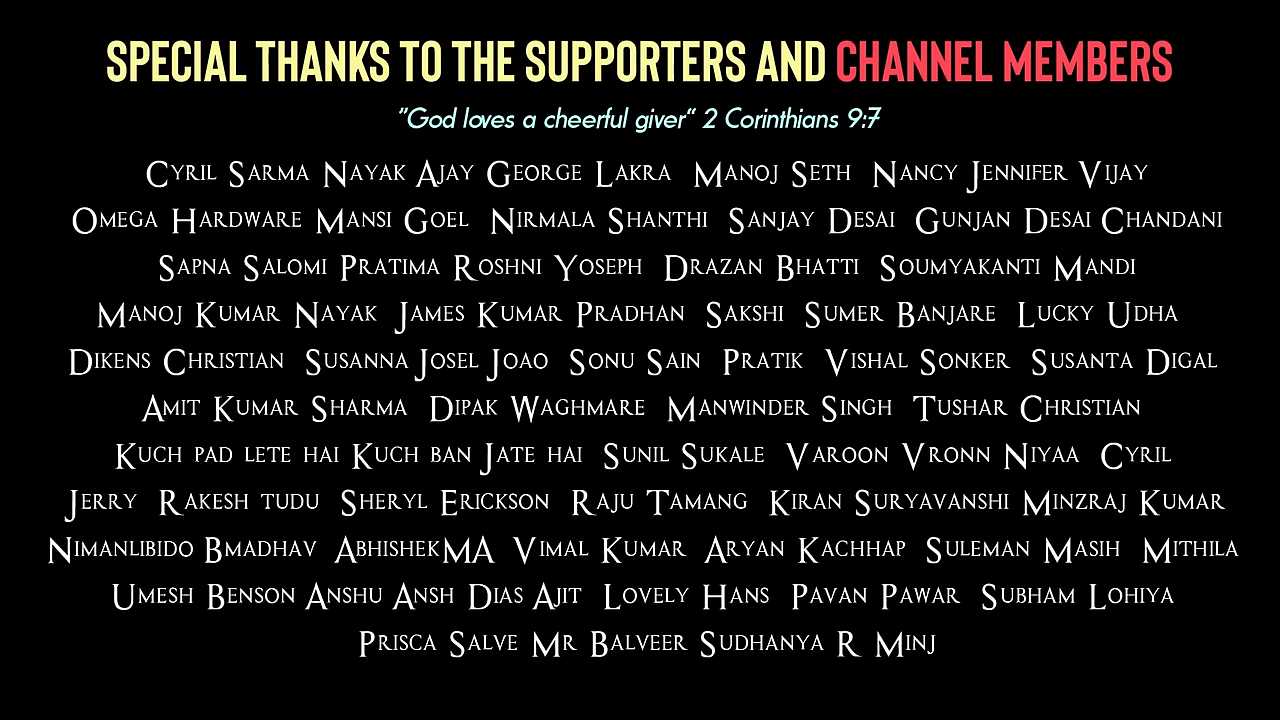 SPECIAL THANKS TO THE SUPPORTERS AND CHANNEL MEMBERS
"God loves a cheerful giver" 2 Corinthians 9:7
Cyril Sarma Nayak Ajay George Lakra Manoj Seth Nancy Jennifer Vijay
Omega Hardware Mansi Goel Nirmala Shanthi Sanjay Desai Gunjan Desai Chandani
Sapna Salomi Pratima Roshni Yoseph Drazan Bhatti Soumyakanti Mandi
Manoj Kumar Nayak James Kumar Pradhan Sakshi Sumer Banjare Lucky Udha
Dikens Christian Susanna Josel Joao Sonu Sain Pratik Vishal Sonker Susanta Digal
Amit Kumar Sharma Dipak Waghmare Manwinder Singh Tushar Christian
Kuch pad lete hai Kuch ban Jate hai Sunil Sukale Varoon Vronn Niyaa Cyril
Jerry Rakesh tudu Sheryl Erickson Raju Tamang Kiran Suryavanshi Minzraj Kumar
Nimanlibido Bmadhav AbhishekMA Vimal Kumar Aryan Kachhap Suleman Masih Mithila
Umesh Benson Anshu Ansh Dias Ajit Lovely Hans Pavan Pawar Subham Lohiya
Prisca Salve Mr Balveer Sudhanya R Minj